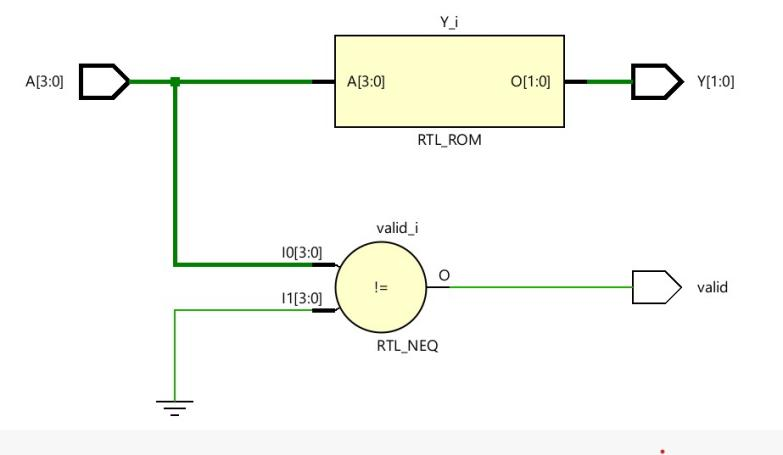 Y_i
A[3:0]
A[3:0]
O[1:0]
Y[1:0]
RTL_ROM
valid_i
I0[3:0]
I1[3:0]
!=
O
valid
RTL_NEQ